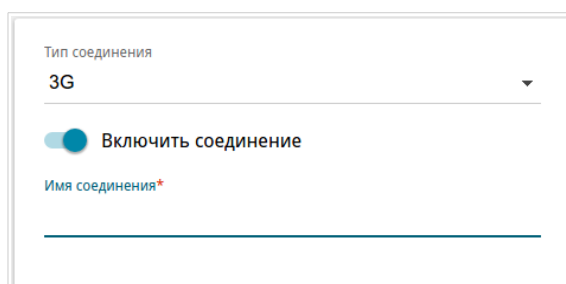 Тип соединения
3G
Включить соединение
Имя соединения*